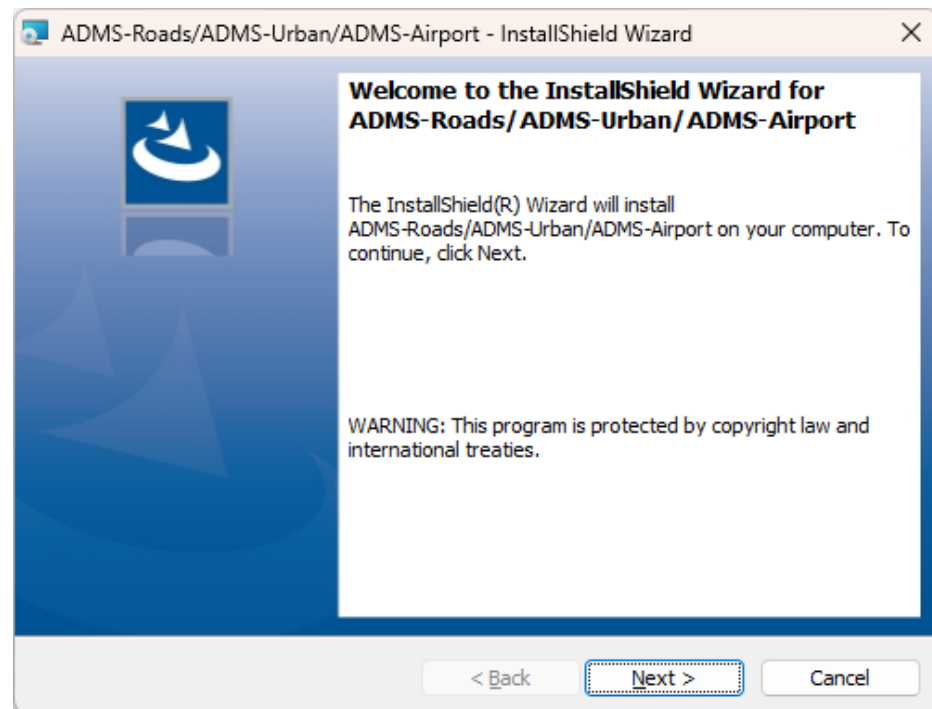 ADMS-Roads/ADMS-Urban/ADMS-Airport - InstallShield Wizard
Welcome to the InstallShield Wizard for
ADMS-Roads/ADMS-Urban/ADMS-Airport
The InstallShield(R) Wizard will install
ADMS-Roads/ADMS-Urban/ADMS-Airport on your computer. To
continue, click Next.
WARNING: This program is protected by copyright law and
international treaties.
< Back
Next >
Cancel